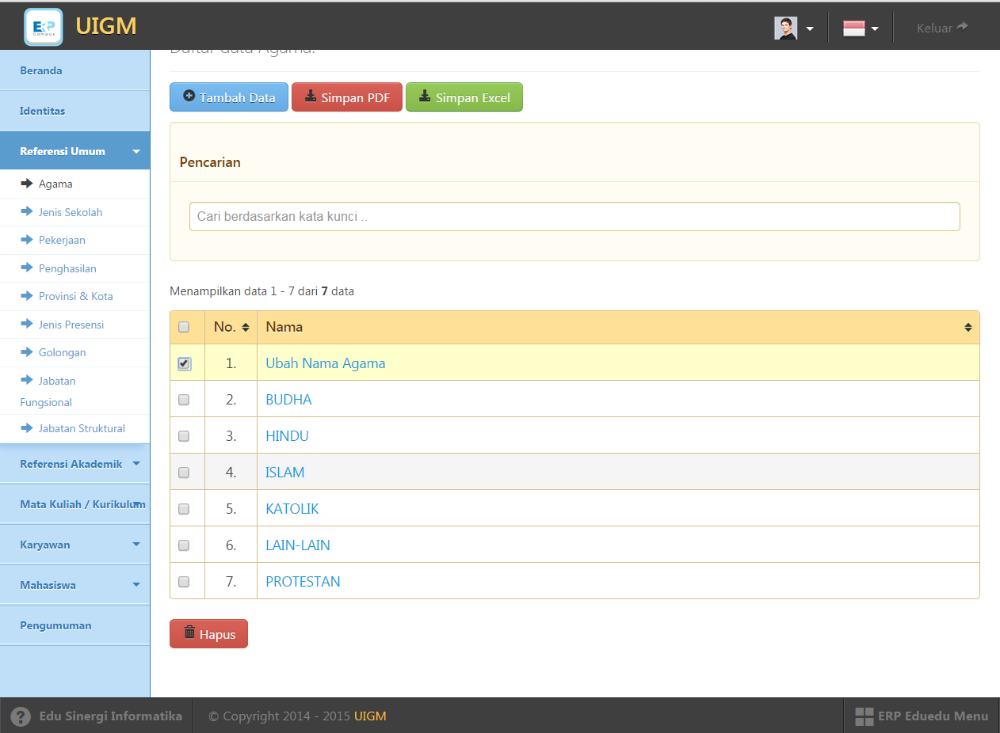 ERP
Campus
UIGM
Keluar
Daftar data Agama.
Beranda
Identitas
Referensi Umum
Agama
Jenis Sekolah
Pekerjaan
Penghasilan
Provinsi & Kota
Jenis Presensi
Golongan
Jabatan
Fungsional
Jabatan Struktural
Referensi Akademik
Mata Kuliah / Kurikulum
Karyawan
Mahasiswa
Pengumuman
Tambah Data Simpan PDF Simpan Excel
Pencarian
Cari berdasarkan kata kunci ..
Menampilkan data 1 - 7 dari 7 data
No. Nama
1. Ubah Nama Agama
2. BUDHA
3. HINDU
4. ISLAM
5. KATOLIK
6. LAIN-LAIN
7. PROTESTAN
Hapus
? Edu Sinergi Informatika
© Copyright 2014 - 2015 UIGM
ERP Eduedu Menu